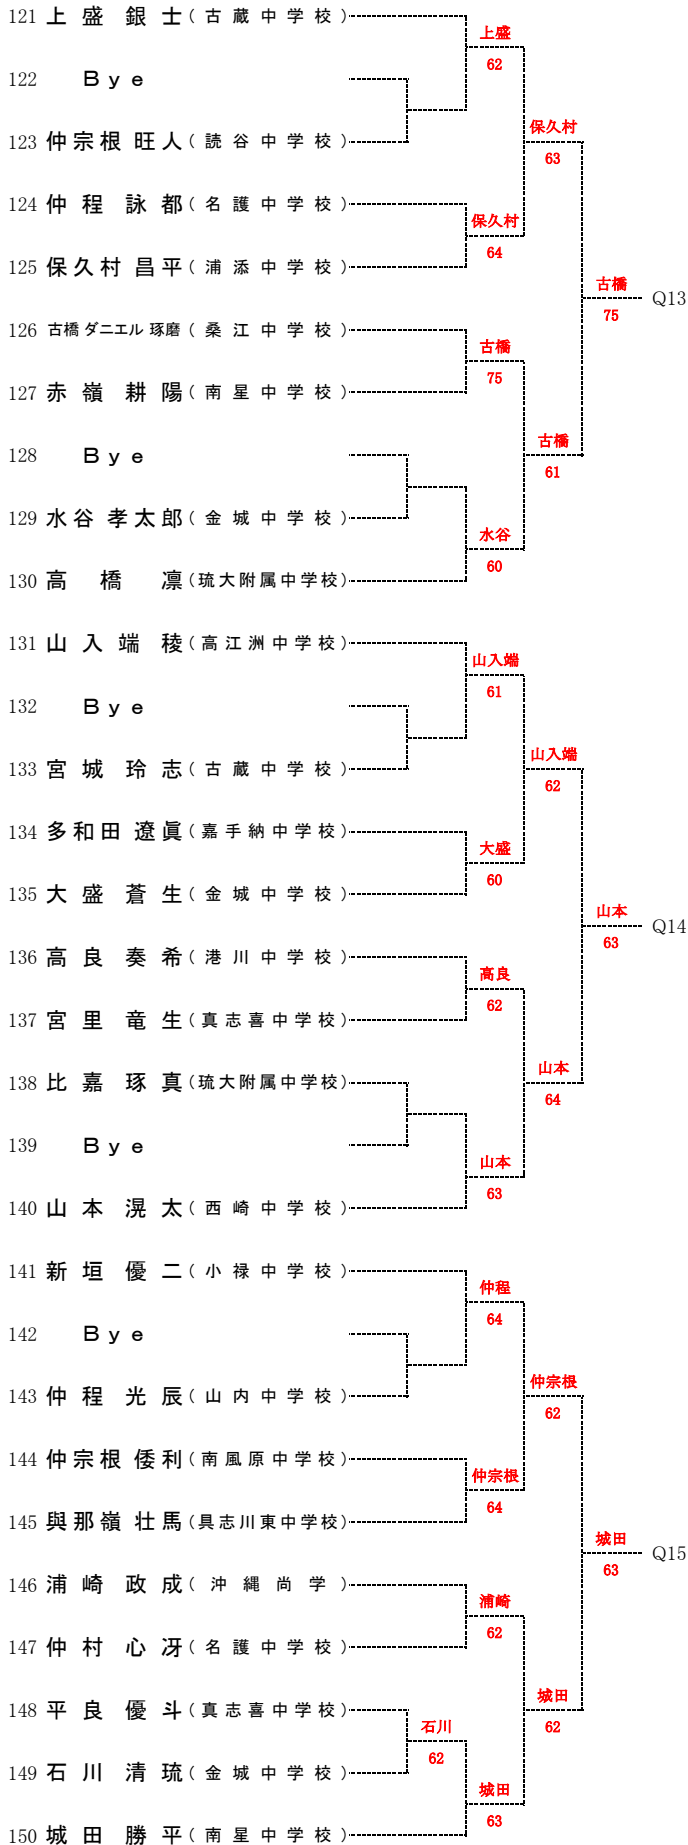 121 上盛銀士(古蔵中学校)
上盛
62
122 Bye
123 仲宗根旺人(読谷中学校)
保久村
63
124 仲程詠都(名護中学校)
保久村
64
125 保久村昌平(浦添中学校)
古橋
75
Q13
126 古橋 ダニエル 琢磨(桑江中学校)
古橋
75
127 赤嶺耕陽(南星中学校)
128 Bye
古橋
61
129 水谷孝太郎(金城中学校)
水谷
60
130 高橋凛(琉大附属中学校)
131 山入端稜(高江洲中学校)
山入端
61
132 Bye
133 宮城玲志(古蔵中学校)
山入端
62
134 多和田遼眞(嘉手納中学校)
大盛
60
135 大盛蒼生(金城中学校)
山本
63
Q14
136 高良奏希(港川中学校)
高良
62
137 宮里竜生(真志喜中学校)
138 比嘉琢真(琉大附属中学校)
山本
64
139 Bye
山本
63
140 山本滉太(西崎中学校)
141 新垣優二(小禄中学校)
仲程
64
142 Bye
143 仲程光辰(山内中学校)
仲宗根
62
144 仲宗根倭利(南風原中学校)
仲宗根
64
145 與那嶺壮馬(具志川東中学校)
城田
63
Q15
146 浦崎政成(沖縄尚学)
浦崎
62
147 仲村心冴(名護中学校)
148 平良優斗(真志喜中学校)
石川
62
城田
62
149 石川清琉(金城中学校)
城田
63
150 城田勝平(南星中学校)